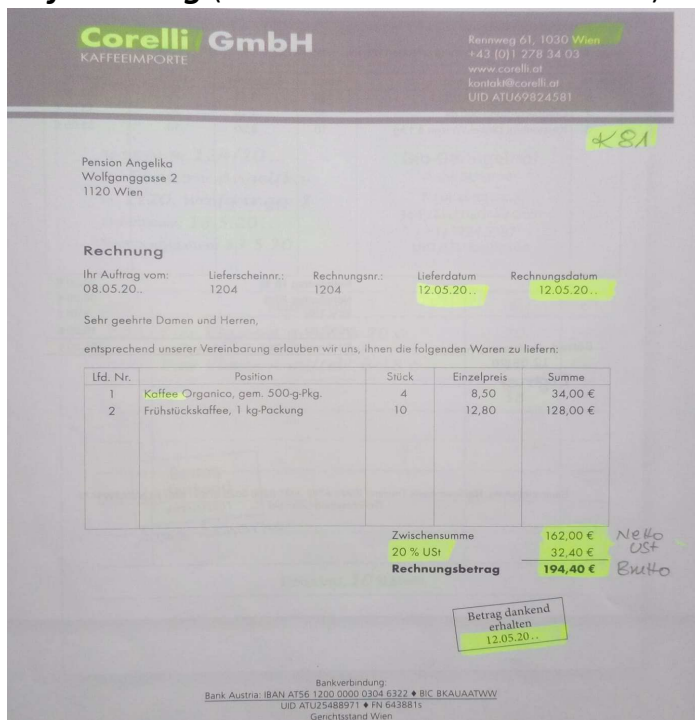 Corelli GmbH
KAFFEEIMPORTE
Rennweg 61, 1030 Wien
+43 (0)1 278 34 03
www.corelli.at
kontakt@corelli.at
UID ATU69824581
K81
Pension Angelika
Wolfganggasse 2
1120 Wien
Rechnung
Ihr Auftrag vom: Lieferscheinnr.: Rechnungsnr.: Lieferdatum Rechnungsdatum
08.05.20.. 1204 1204 12.05.20.. 12.05.20..
Sehr geehrte Damen und Herren,
entsprechend unserer Vereinbarung erlauben wir uns, ihnen die folgenden Waren zu liefern:
Lfd. Nr. Position Stück Einzelpreis Summe
1 Kaffee Organico, gem. 500-g-Pkg. 4 8,50 34,00 €
2 Frühstückskaffee, 1 kg-Packung 10 12,80 128,00 €
Zwischensumme 162,00 € Netto
20 % USt 32,40 € USt
Rechnungsbetrag 194,40 € Brutto
Betrag dankend
erhalten
12.05.20..
Bankverbindung:
Bank Austria: IBAN AT56 1200 0000 0304 6322 ♦ BIC BKAUAATWW
UID ATU25488971 ♦ FN 643881s
Gerichtsstand Wien